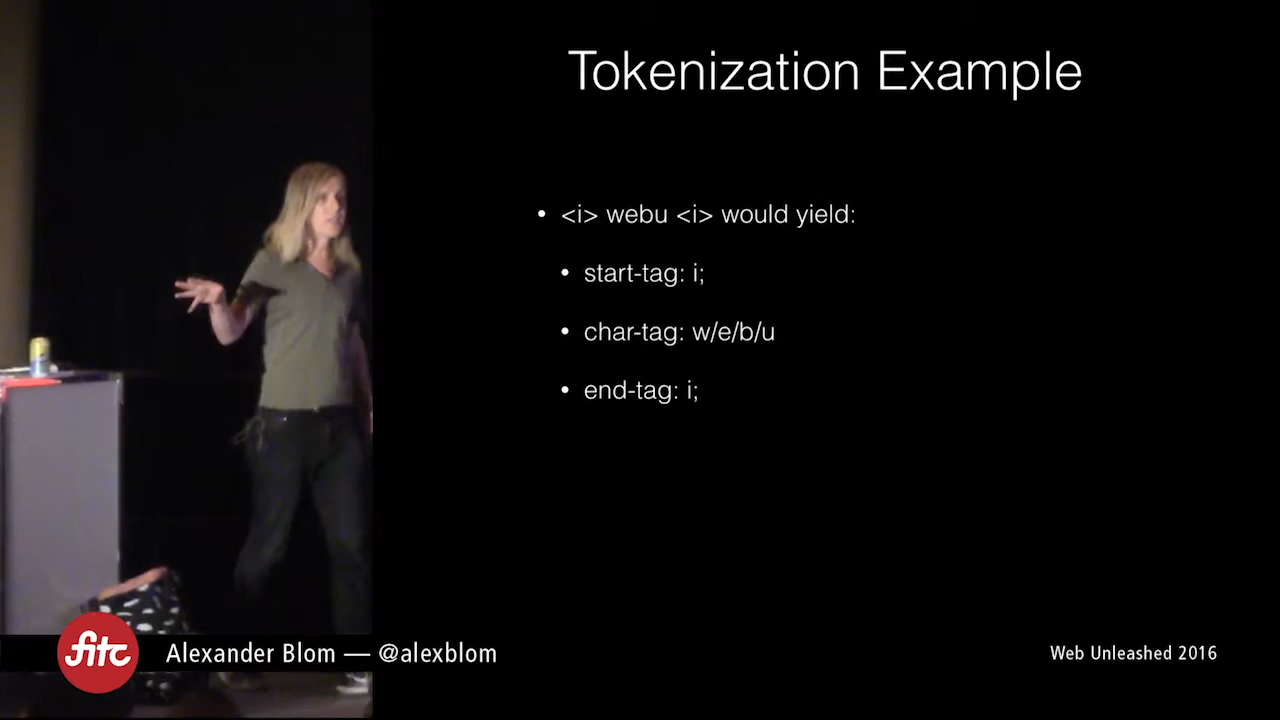 Tokenization Example
• <i> webu <i> would yield:
• start-tag: i;
• char-tag: w/e/b/u
• end-tag: i;
fitc
Alexander Blom — @alexblom
Web Unleashed 2016